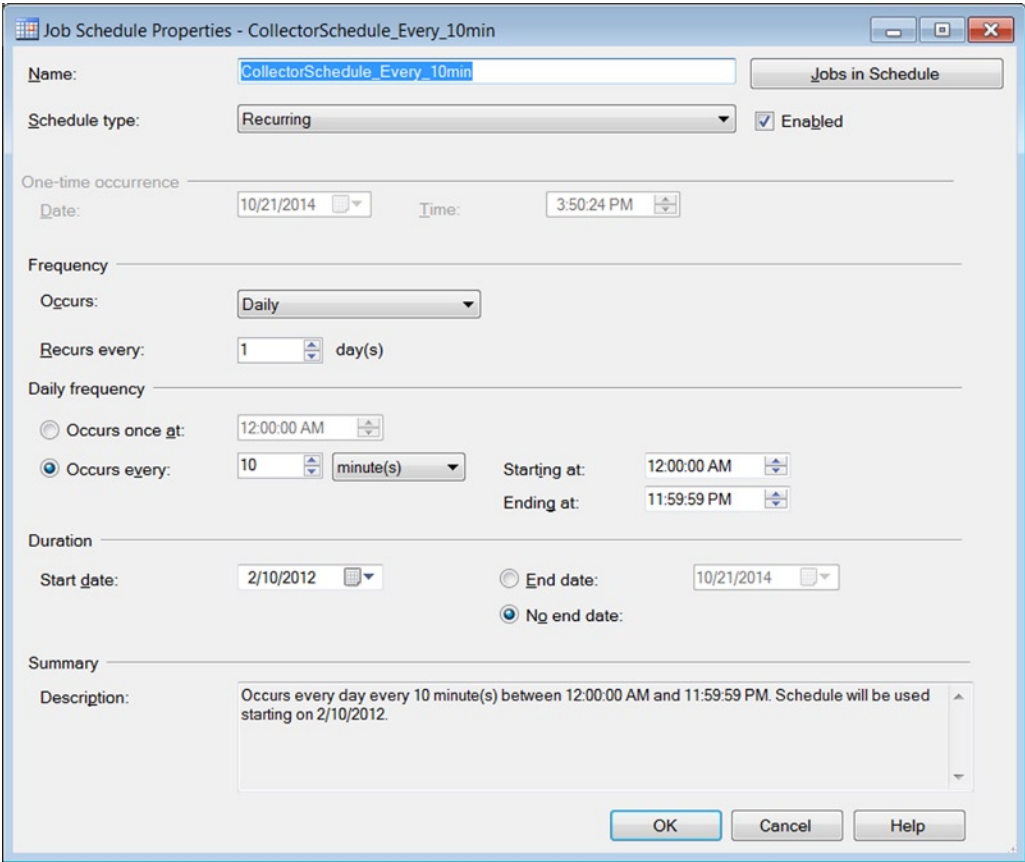 Job Schedule Properties - CollectorSchedule_Every_10min
Name: CollectorSchedule_Every_10min Jobs in Schedule
Schedule type: Recurring Enabled
One-time occurrence
Date: 10/21/2014 Time: 3:50:24 PM
Frequency
Occurs: Daily
Recurs every: 1 day(s)
Daily frequency
Occurs once at: 12:00:00 AM
Occurs every: 10 minute(s) Starting at: 12:00:00 AM
Ending at: 11:59:59 PM
Duration
Start date: 2/10/2012 End date: 10/21/2014
No end date:
Summary
Description: Occurs every day every 10 minute(s) between 12:00:00 AM and 11:59:59 PM. Schedule will be used
starting on 2/10/2012.
OK Cancel Help